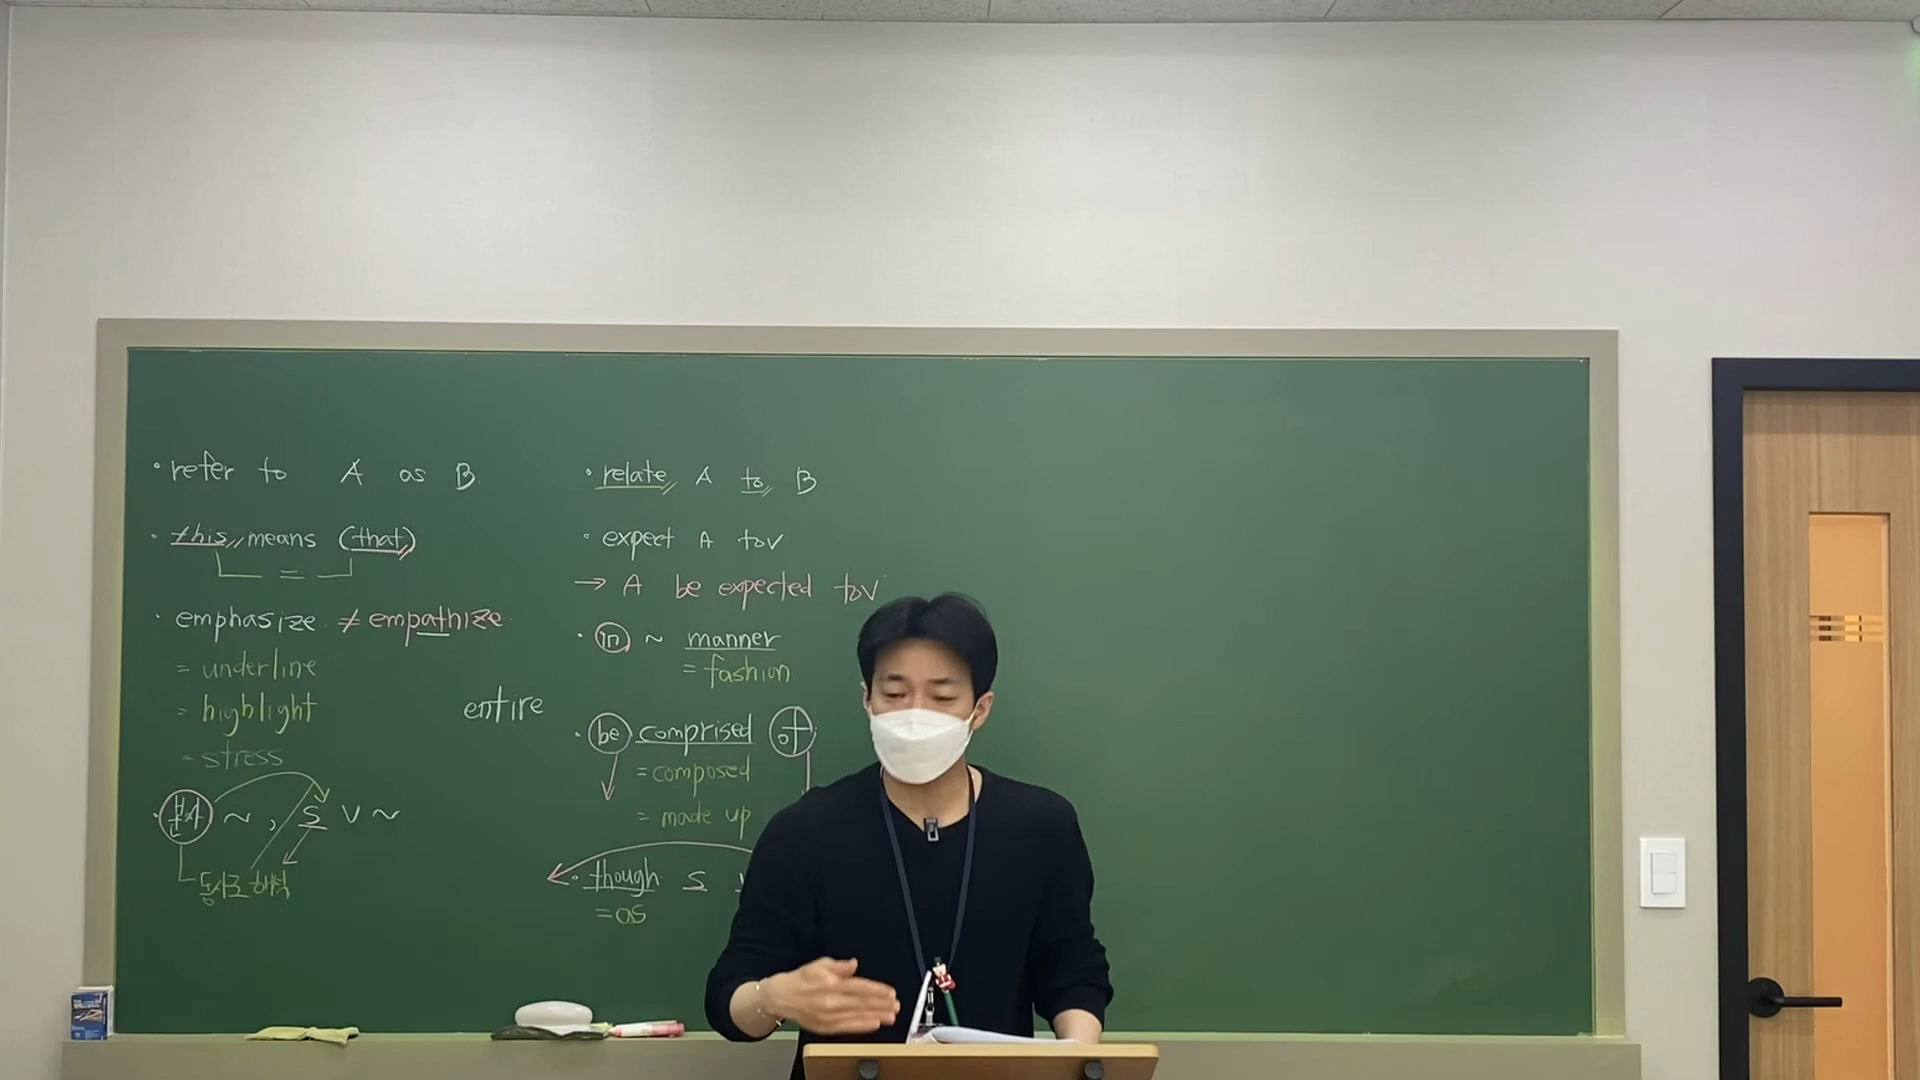 · refer to A as B
· this means (that)
=
· emphasize ≠ empathize
= underline
= highlight
= stress
· 분사 ~ , S V ~
동시로 해석
entire
· relate A to B
· expect A toV
→ A be expected toV
· in ~ manner
= fashion
· be comprised of
= composed
= made up
· though S
= as